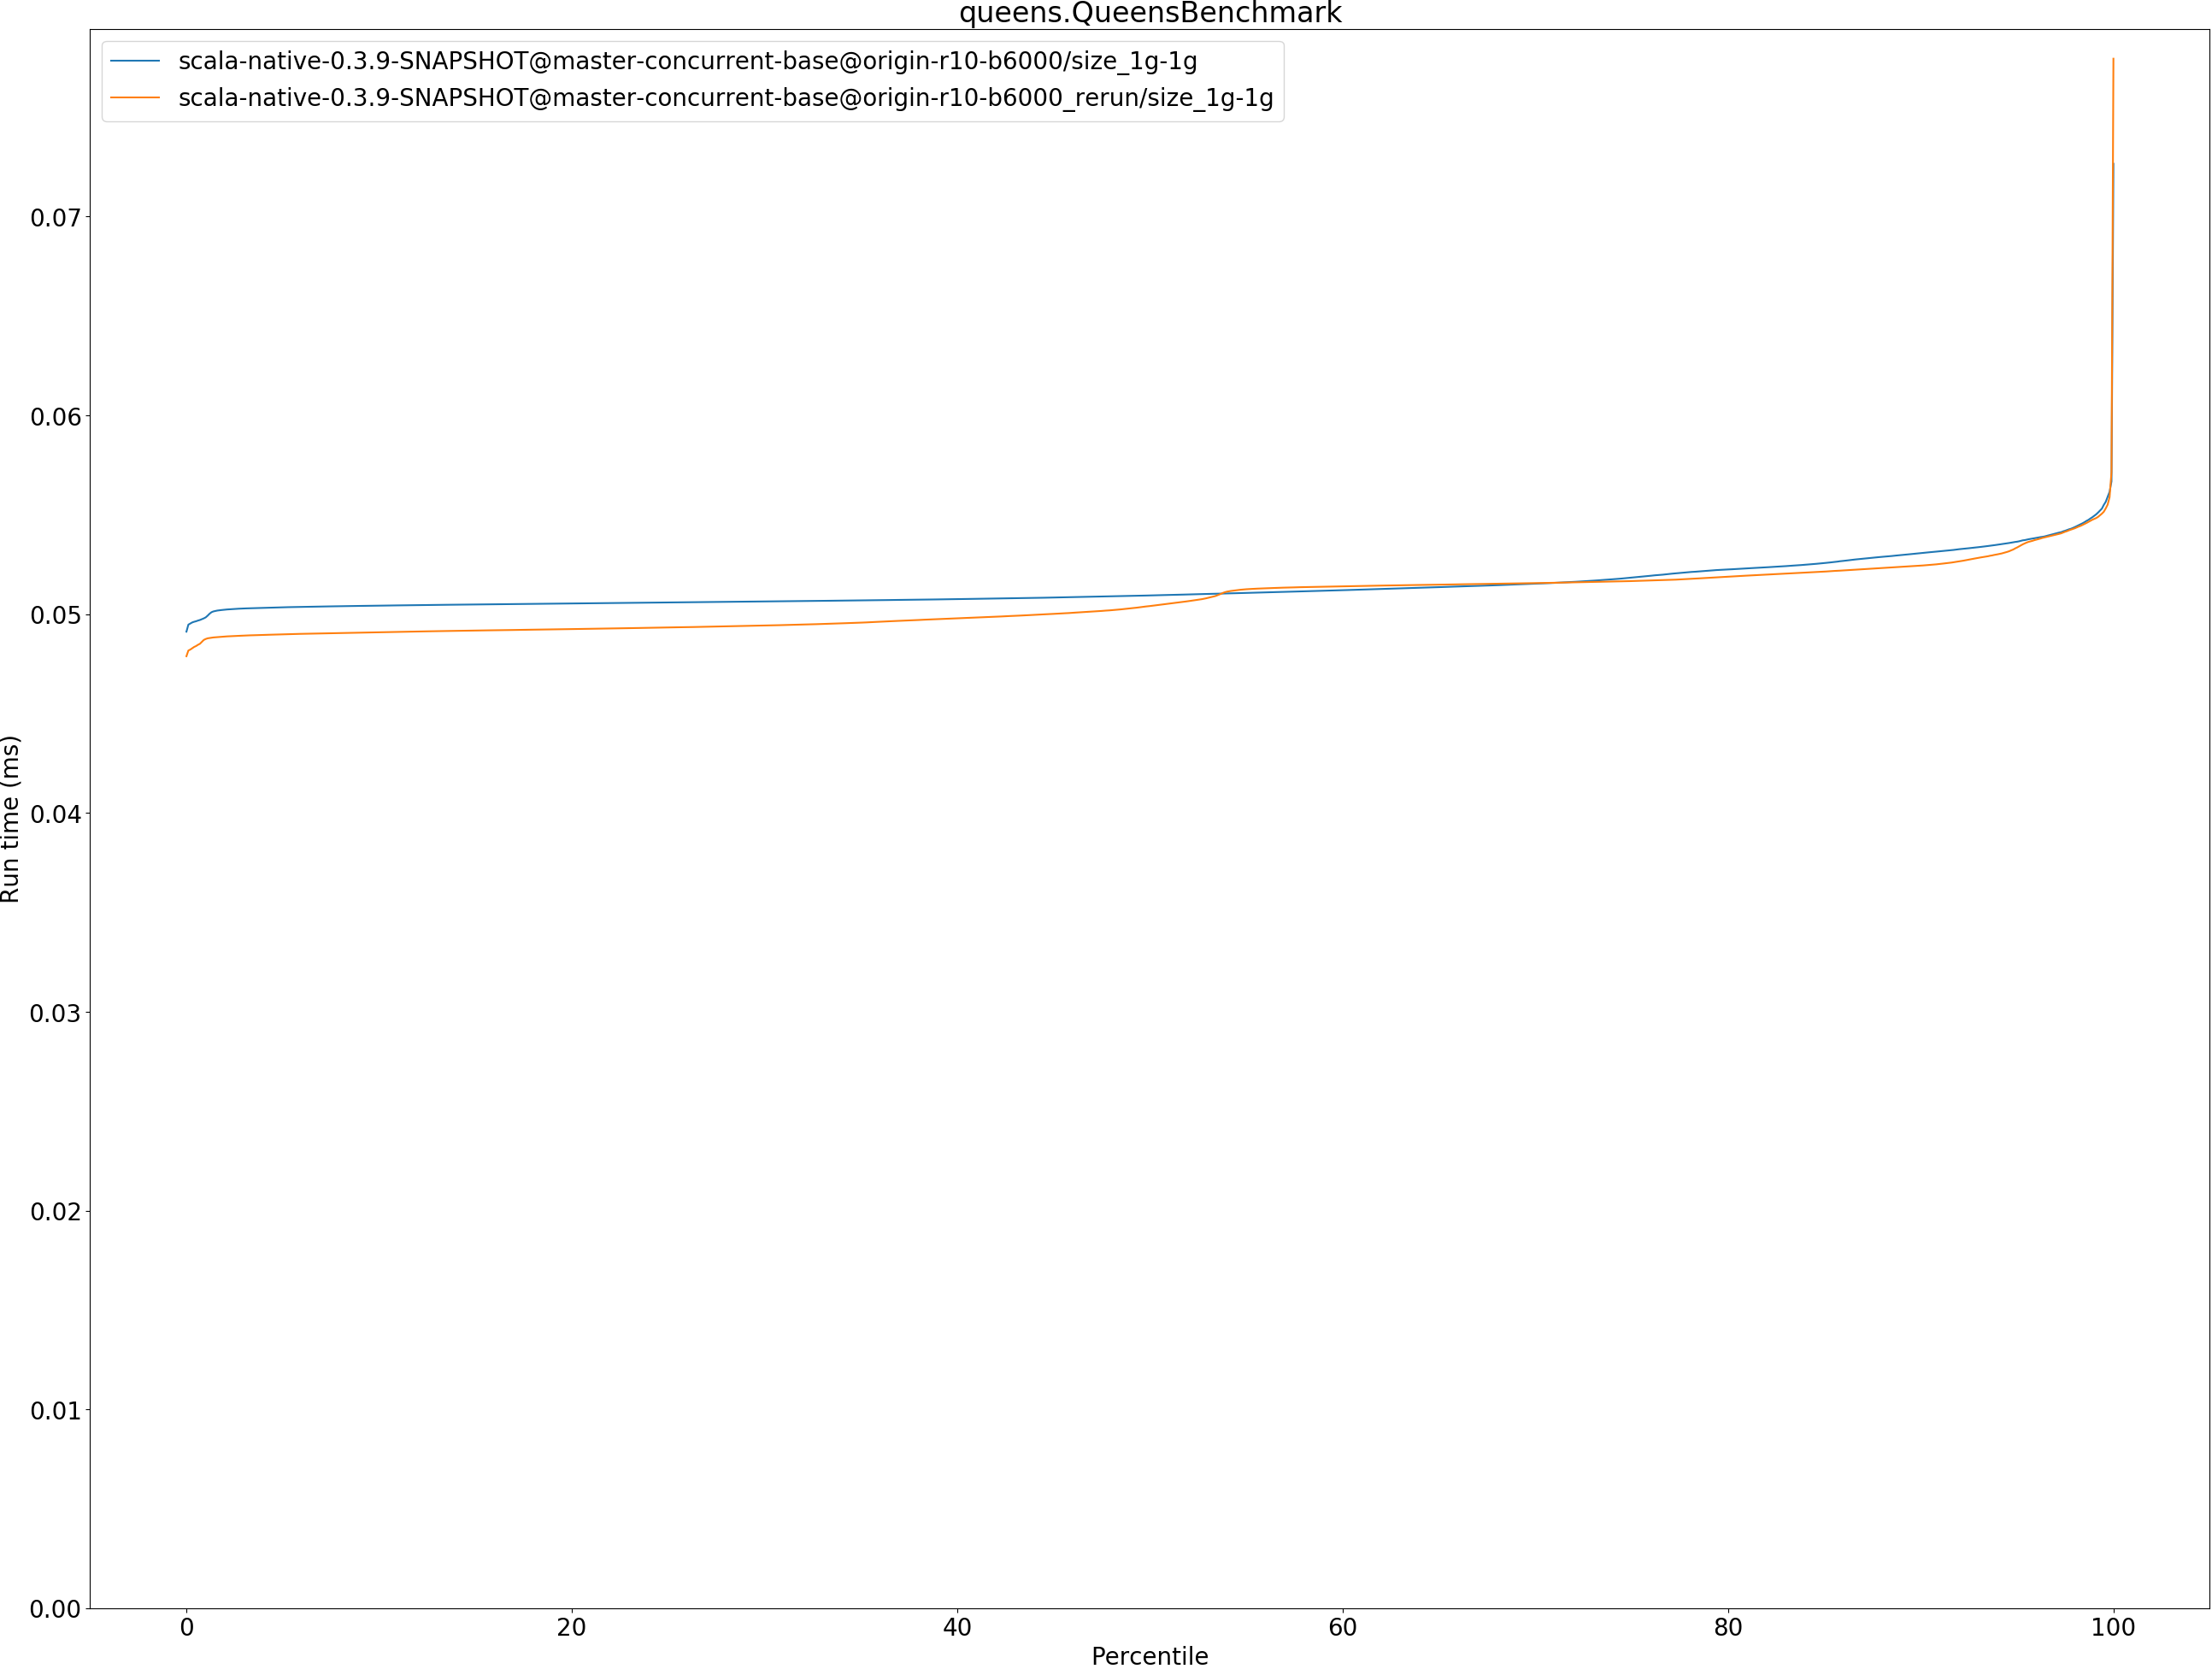 queens.QueensBenchmark
scala-native-0.3.9-SNAPSHOT@master-concurrent-base@origin-r10-b6000/size_1g-1g
scala-native-0.3.9-SNAPSHOT@master-concurrent-base@origin-r10-b6000_rerun/size_1g-1g
0.07
0.06
0.05
0.04
0.03
0.02
0.01
0.00
Run time (ms)
0 20 40 60 80 100
Percentile